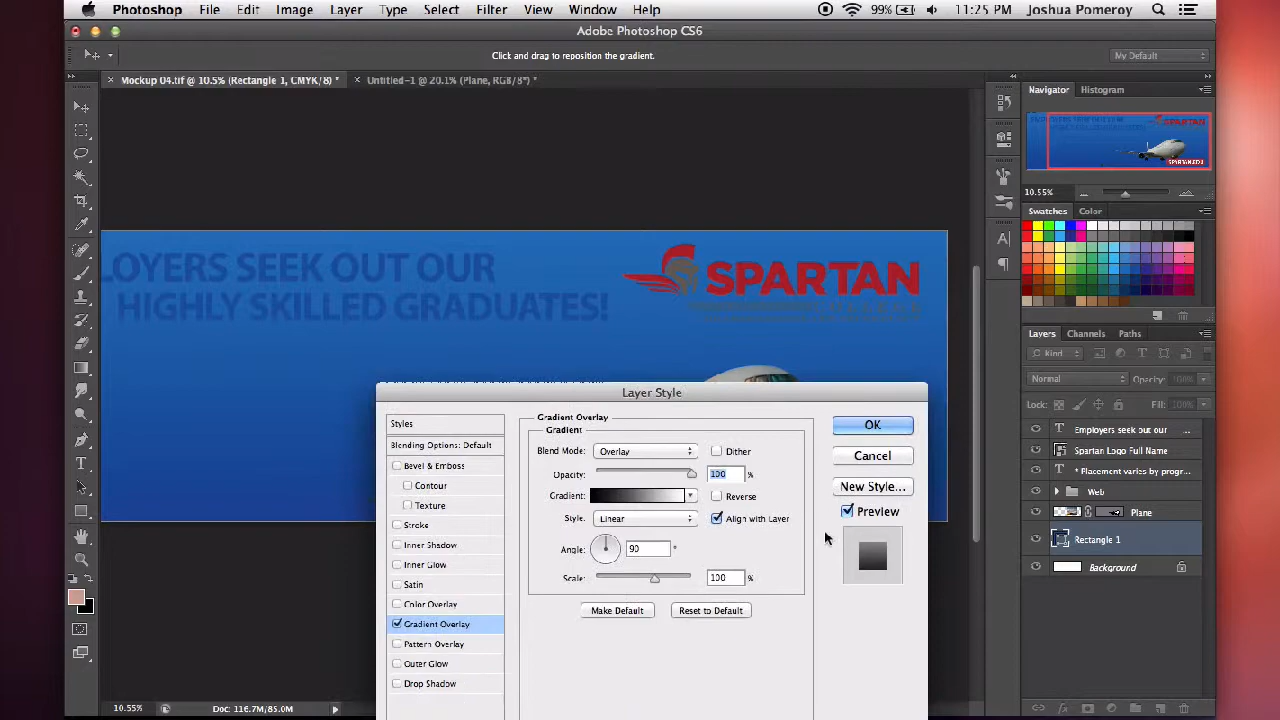 Photoshop File Edit Image Layer Type Select Filter View Window Help 99% 11:25 PM Joshua Pomeroy
Adobe Photoshop CS6
Click and drag to reposition the gradient.
My Default
× Mockup 04.tif @ 10.5% (Rectangle 1, CMYK/8) *
× Untitled-1 @ 20.1% (Plane, RGB/8*) *
Navigator Histogram
SPARTAN
SPARTAN.EDU
10.55%
Swatches Color
LOYERS SEEK OUT OUR
HIGHLY SKILLED GRADUATES!
SPARTAN
Layers Channels Paths
Kind
Normal Opacity: 100%
Lock: Fill: 100%
Employers seek out our ...
Spartan Logo Full Name
* Placement varies by progr...
Web
Plane
Rectangle 1
Background
Layer Style
Styles
Blending Options: Default
Bevel & Emboss
Contour
Texture
Stroke
Inner Shadow
Inner Glow
Satin
Color Overlay
Gradient Overlay
Pattern Overlay
Outer Glow
Drop Shadow
Gradient Overlay
Gradient
Blend Mode: Overlay Dither
Opacity: 100 %
Gradient: Reverse
Style: Linear Align with Layer
Angle: 90 °
Scale: 100 %
Make Default Reset to Default
OK
Cancel
New Style...
Preview
10.55% Doc: 116.7M/85.0M